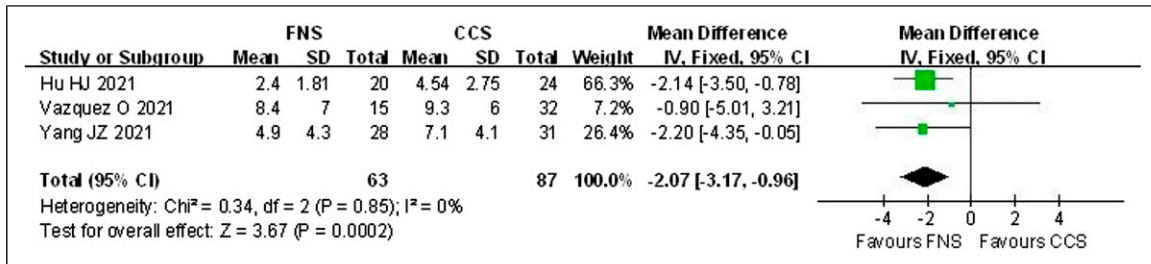 FNS CCS Mean Difference Mean Difference
Study or Subgroup Mean SD Total Mean SD Total Weight IV, Fixed, 95% CI IV, Fixed, 95% CI
Hu HJ 2021 2.4 1.81 20 4.54 2.75 24 66.3% -2.14 [-3.50, -0.78]
Vazquez O 2021 8.4 7 15 9.3 6 32 7.2% -0.90 [-5.01, 3.21]
Yang JZ 2021 4.9 4.3 28 7.1 4.1 31 26.4% -2.20 [-4.35, -0.05]
Total (95% CI) 63 87 100.0% -2.07 [-3.17, -0.96]
Heterogeneity: Chi² = 0.34, df = 2 (P = 0.85); I² = 0%
Test for overall effect: Z = 3.67 (P = 0.0002)
-4 -2 0 2 4
Favours FNS Favours CCS